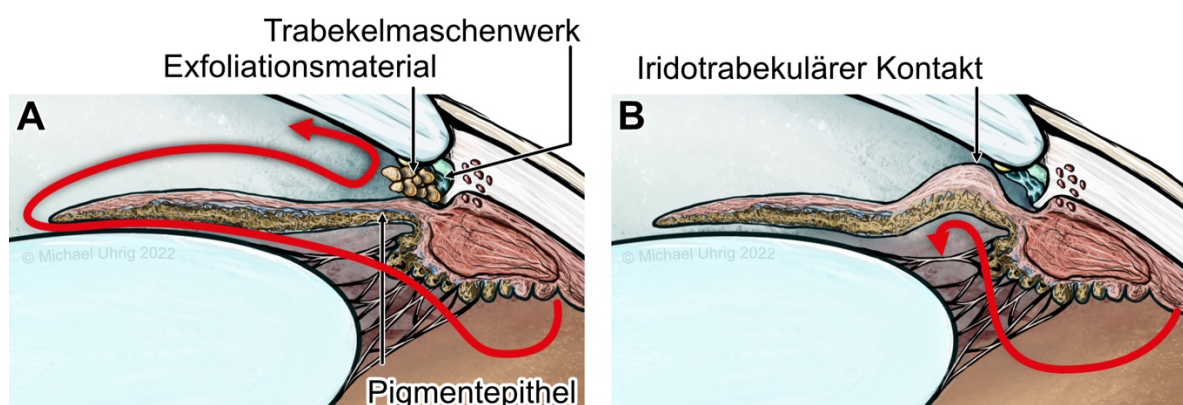 Trabekelmaschenwerk
Exfoliationsmaterial
A
© Michael Uhrig 2022
Pigmentepithel
Iridotrabekulärer Kontakt
B
© Michael Uhrig 2022